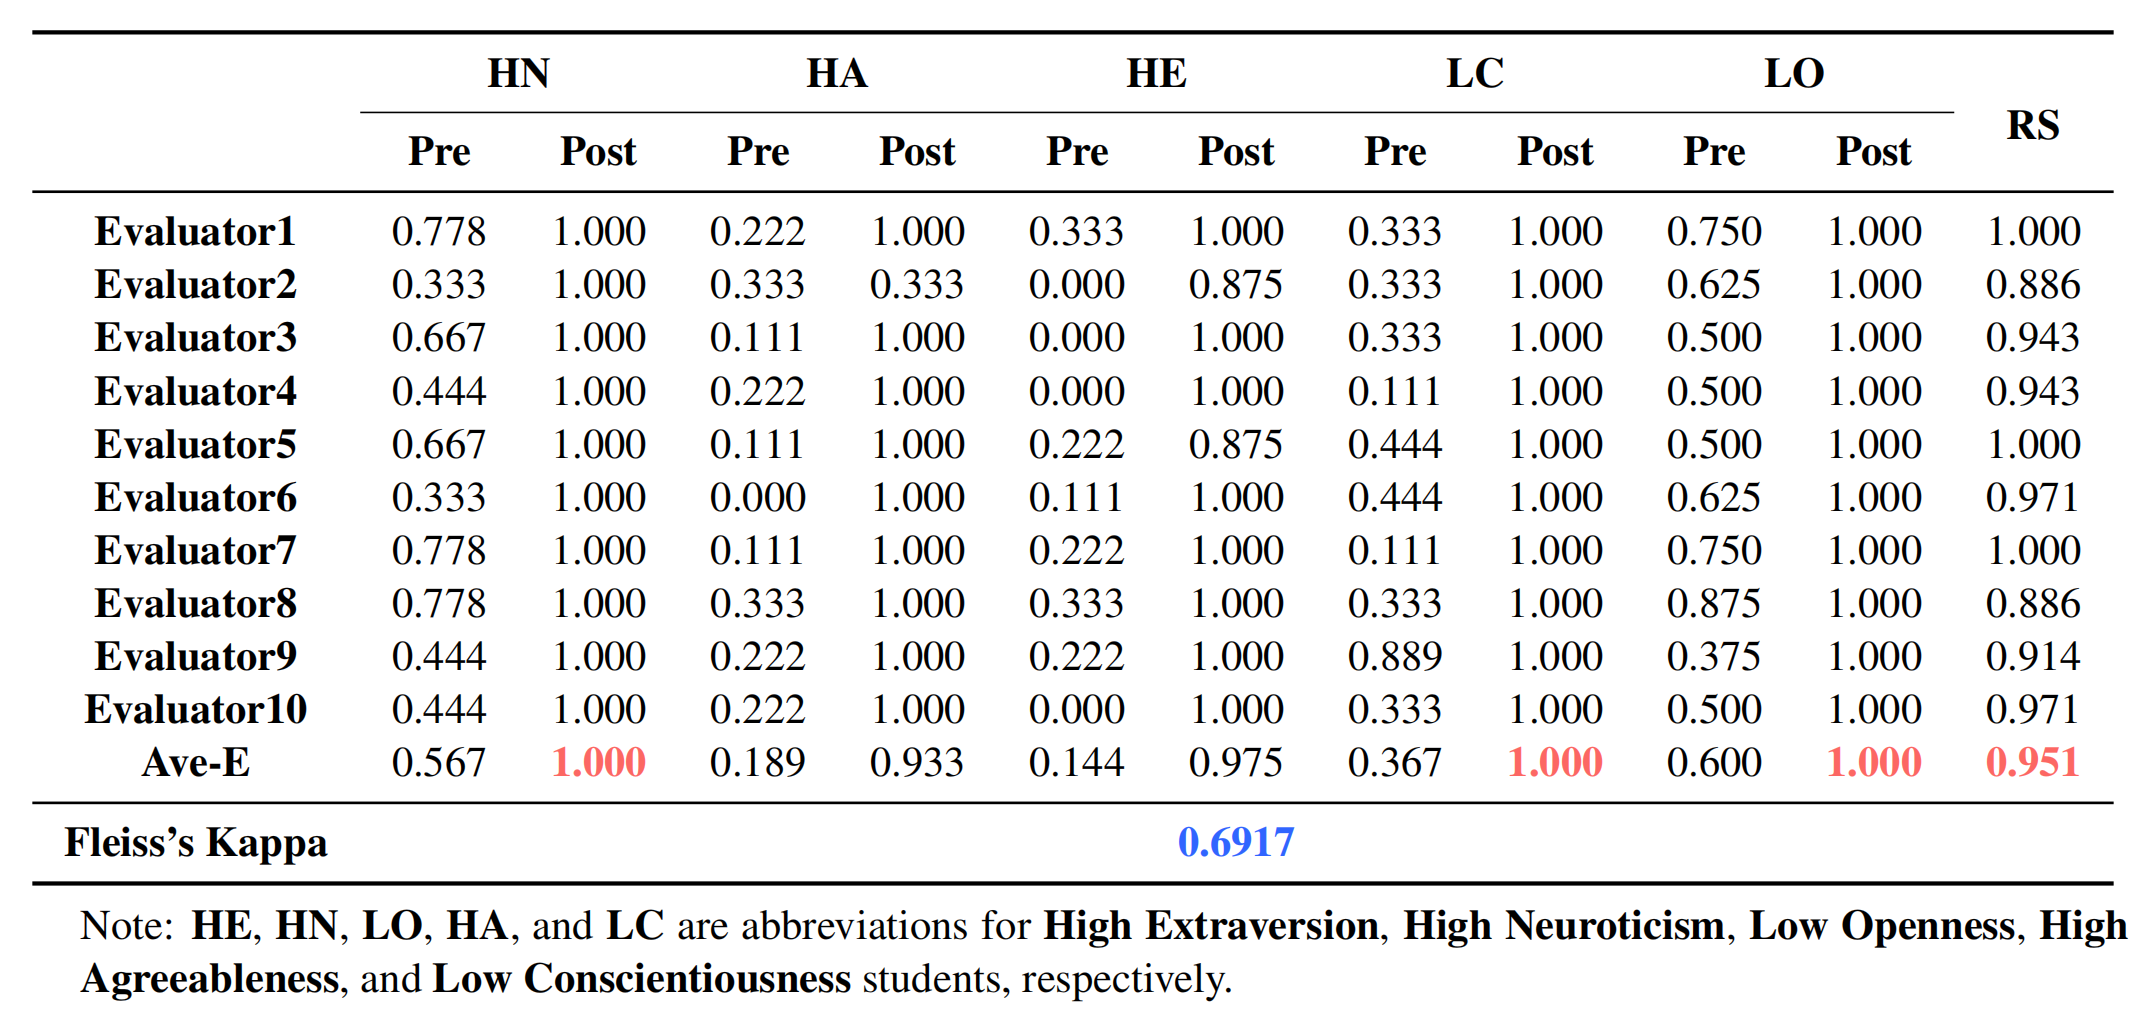 HN HA HE LC LO RS
Pre Post Pre Post Pre Post Pre Post Pre Post
Evaluator1 0.778 1.000 0.222 1.000 0.333 1.000 0.333 1.000 0.750 1.000 1.000
Evaluator2 0.333 1.000 0.333 0.333 0.000 0.875 0.333 1.000 0.625 1.000 0.886
Evaluator3 0.667 1.000 0.111 1.000 0.000 1.000 0.333 1.000 0.500 1.000 0.943
Evaluator4 0.444 1.000 0.222 1.000 0.000 1.000 0.111 1.000 0.500 1.000 0.943
Evaluator5 0.667 1.000 0.111 1.000 0.222 0.875 0.444 1.000 0.500 1.000 1.000
Evaluator6 0.333 1.000 0.000 1.000 0.111 1.000 0.444 1.000 0.625 1.000 0.971
Evaluator7 0.778 1.000 0.111 1.000 0.222 1.000 0.111 1.000 0.750 1.000 1.000
Evaluator8 0.778 1.000 0.333 1.000 0.333 1.000 0.333 1.000 0.875 1.000 0.886
Evaluator9 0.444 1.000 0.222 1.000 0.222 1.000 0.889 1.000 0.375 1.000 0.914
Evaluator10 0.444 1.000 0.222 1.000 0.000 1.000 0.333 1.000 0.500 1.000 0.971
Ave-E 0.567 1.000 0.189 0.933 0.144 0.975 0.367 1.000 0.600 1.000 0.951
Fleiss's Kappa 0.6917
Note: HE, HN, LO, HA, and LC are abbreviations for High Extraversion, High Neuroticism, Low Openness, High
Agreeableness, and Low Conscientiousness students, respectively.